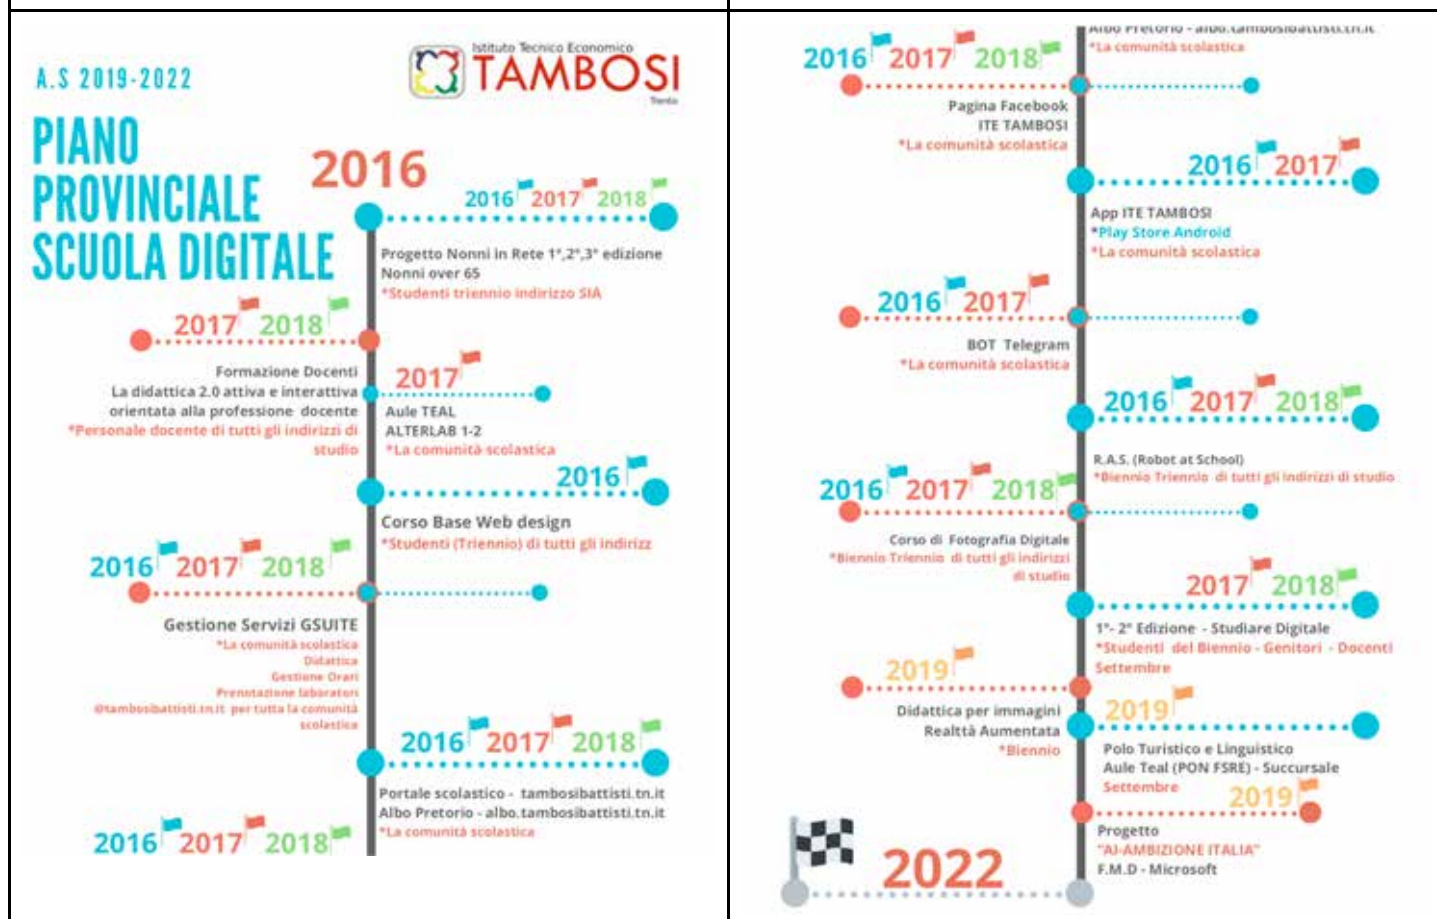 A.S 2019-2022
Istituto Tecnico Economico
TAMBOSI
Trento
PIANO
PROVINCIALE
SCUOLA DIGITALE
2016
2016 2017 2018
Progetto Nonni in Rete 1°,2°,3° edizione
Nonni over 65
*Studenti triennio indirizzo SIA
2017 2018
Formazione Docenti
La didattica 2.0 attiva e interattiva
orientata alla professione docente
*Personale docente di tutti gli indirizzi di
studio
2017
Aule TEAL
ALTERLAB 1-2
*La comunità scolastica
2016
Corso Base Web design
*Studenti (Triennio) di tutti gli indirizz
2016 2017 2018
Gestione Servizi GSUITE
*La comunità scolastica
Didattica
Gestione Orari
Prenotazione laboratori
@tambosibattisti.tn.it per tutta la comunità
scolastica
2016 2017 2018
Portale scolastico - tambosibattisti.tn.it
Albo Pretorio - albo.tambosibattisti.tn.it
*La comunità scolastica
2016 2017 2018
Albo Pretorio - albo.tambosibattisti.tn.it
*La comunità scolastica
2016 2017 2018
Pagina Facebook
ITE TAMBOSI
*La comunità scolastica
2016 2017
App ITE TAMBOSI
*Play Store Android
*La comunità scolastica
2016 2017
BOT Telegram
*La comunità scolastica
2016 2017 2018
R.A.S. (Robot at School)
*Biennio Triennio di tutti gli indirizzi di studio
2016 2017 2018
Corso di Fotografia Digitale
*Biennio Triennio di tutti gli indirizzi
di studio
2017 2018
1°- 2° Edizione - Studiare Digitale
*Studenti del Biennio - Genitori - Docenti
Settembre
2019
Didattica per immagini
Realttà Aumentata
*Biennio
2019
Polo Turistico e Linguistico
Aule Teal (PON FSRE) - Succursale
Settembre
2019
Progetto
"AI-AMBIZIONE ITALIA"
F.M.D - Microsoft
2022